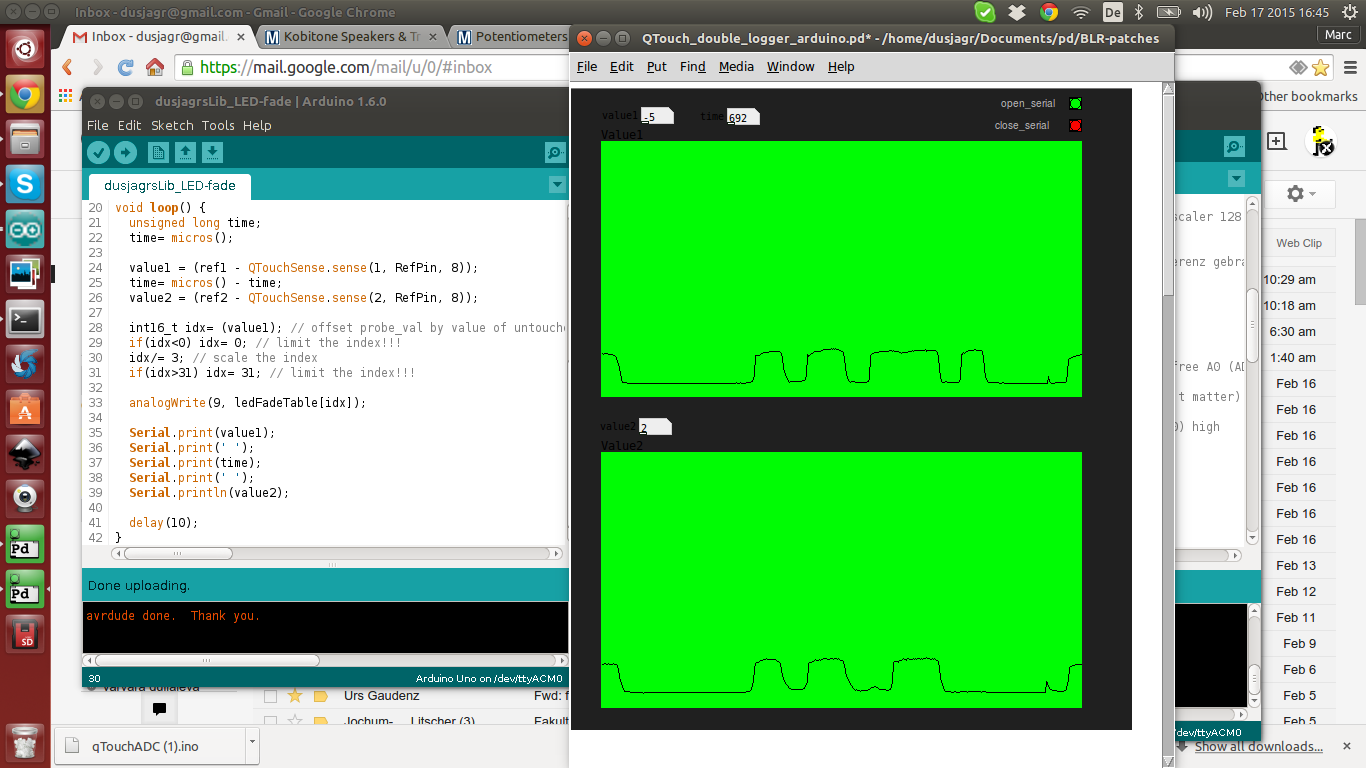 Inbox - dusjagr@gmail.com - Gmail - Google Chrome
De
Feb 17 2015 16:45
Inbox - dusjagr@gmail.
Kobitone Speakers & Tr
Potentiometers
Marc
https://mail.google.com/mail/u/0/#inbox
Other bookmarks
QTouch_double_logger_arduino.pd* - /home/dusjagr/Documents/pd/BLR-patches
File Edit Put Find Media Window Help
value1 -5
time 692
open_serial
close_serial
Value1
value2 2
Value2
dusjagrsLib_LED-fade | Arduino 1.6.0
File Edit Sketch Tools Help
dusjagrsLib_LED-fade
20 void loop() {
21 unsigned long time;
22 time= micros();
23
24 value1 = (ref1 - QTouchSense.sense(1, RefPin, 8));
25 time= micros() - time;
26 value2 = (ref2 - QTouchSense.sense(2, RefPin, 8));
27
28 int16_t idx= (value1); // offset probe_val by value of untouche
29 if(idx<0) idx= 0; // limit the index!!!
30 idx/= 3; // scale the index
31 if(idx>31) idx= 31; // limit the index!!!
32
33 analogWrite(9, ledFadeTable[idx]);
34
35 Serial.print(value1);
36 Serial.print(' ');
37 Serial.print(time);
38 Serial.print(' ');
39 Serial.println(value2);
40
41 delay(10);
42 }
Done uploading.
avrdude done. Thank you.
30
Arduino Uno on /dev/ttyACM0
scaler 128
erenz gebra
free AO (AD
t matter)
0) high
/dev/ttyACM0
Web Clip
10:29 am
10:18 am
6:30 am
1:40 am
Feb 16
Feb 16
Feb 16
Feb 16
Feb 16
Feb 16
Feb 16
Feb 13
Feb 12
Feb 11
Feb 9
Feb 6
Feb 5
Feb 5
Varvara guljajeva
Urs Gaudenz
Fwd: f
Jochum-... Litscher (3)
Fakult
qTouchADC (1).ino
Show all downloads...
S
Pd
Pd
SD